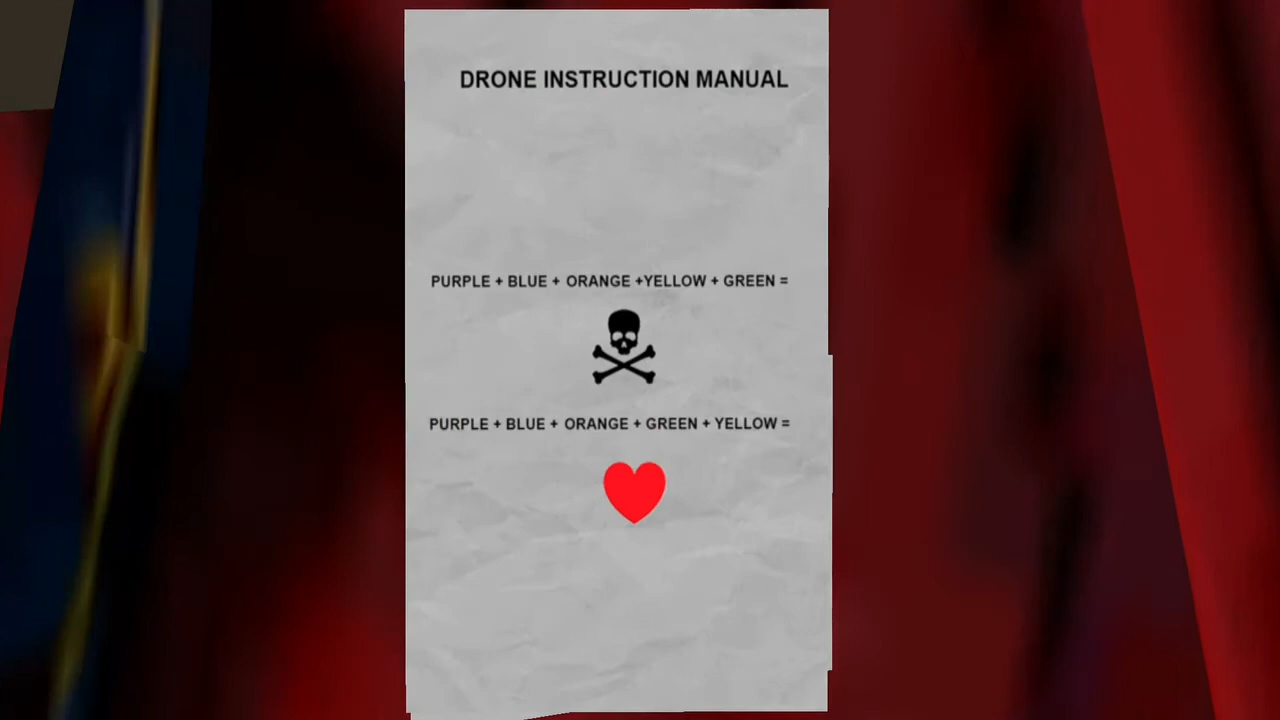 DRONE INSTRUCTION MANUAL
PURPLE + BLUE + ORANGE +YELLOW + GREEN =
PURPLE + BLUE + ORANGE + GREEN + YELLOW =